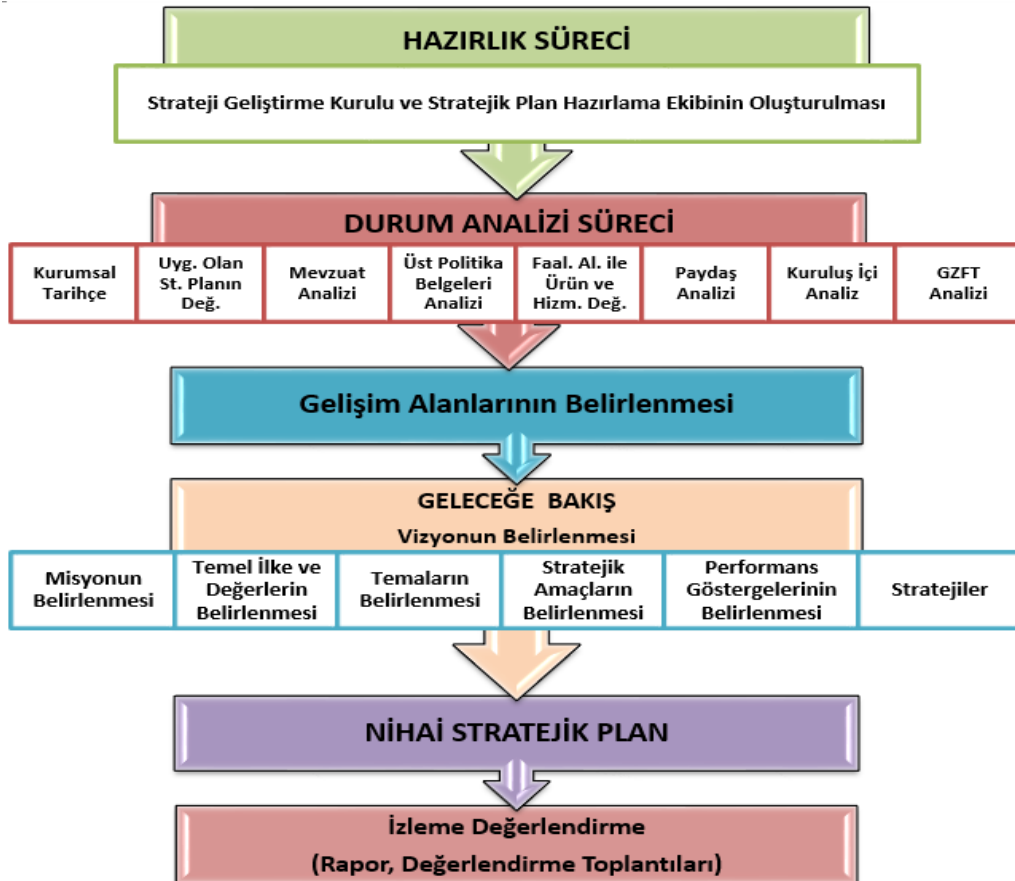 HAZIRLIK SÜRECİ
Strateji Geliştirme Kurulu ve Stratejik Plan Hazırlama Ekibinin Oluşturulması
DURUM ANALİZİ SÜRECİ
Kurumsal
Tarihçe
Uyg. Olan
St. Planın
Değ.
Mevzuat
Analizi
Üst Politika
Belgeleri
Analizi
Faal. Al. ile
Ürün ve
Hizm. Değ.
Paydaş
Analizi
Kuruluş İçi
Analiz
GZFT
Analizi
Gelişim Alanlarının Belirlenmesi
GELECEĞE BAKIŞ
Vizyonun Belirlenmesi
Misyonun
Belirlenmesi
Temel İlke ve
Değerlerin
Belirlenmesi
Temaların
Belirlenmesi
Stratejik
Amaçların
Belirlenmesi
Performans
Göstergelerinin
Belirlenmesi
Stratejiler
NİHAİ STRATEJİK PLAN
İzleme Değerlendirme
(Rapor, Değerlendirme Toplantıları)